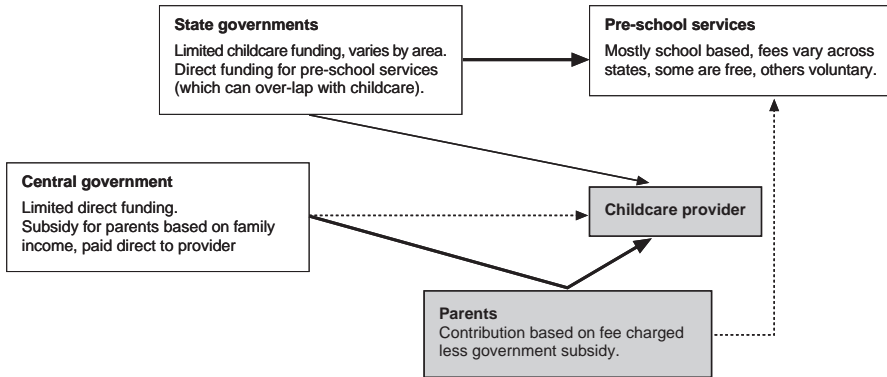 State governments
Limited childcare funding, varies by area.
Direct funding for pre-school services
(which can over-lap with childcare).
Pre-school services
Mostly school based, fees vary across
states, some are free, others voluntary.
Central government
Limited direct funding.
Subsidy for parents based on family
income, paid direct to provider
Childcare provider
Parents
Contribution based on fee charged
less government subsidy.